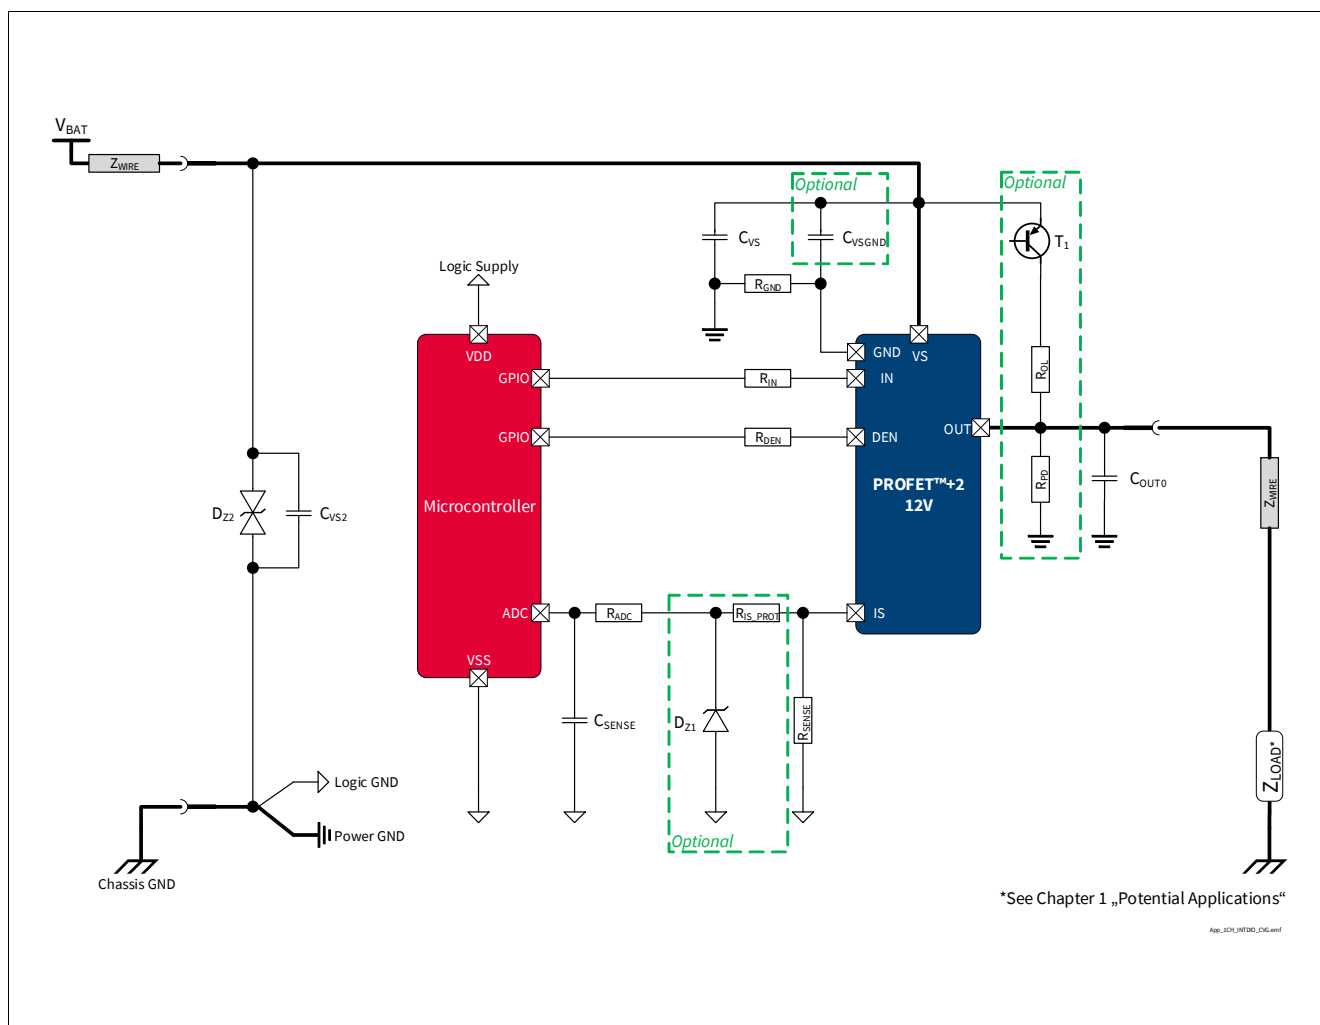 VBAT
ZWIRE
Optional
Optional
CVS
CVSGND
T1
Logic Supply
RGND
VDD
GND
VS
GPIO
RIN
IN
ROL
GPIO
RDEN
DEN
OUT
RPD
COUT0
PROFET™+2
12V
ZWIRE
Microcontroller
DZ2
CVS2
ADC
RADC
RIS_PROT
IS
VSS
CSENSE
DZ1
RSENSE
ZLOAD*
Logic GND
Power GND
Optional
Chassis GND
*See Chapter 1 „Potential Applications“
App_1CH_INTDIO_CVG.emf